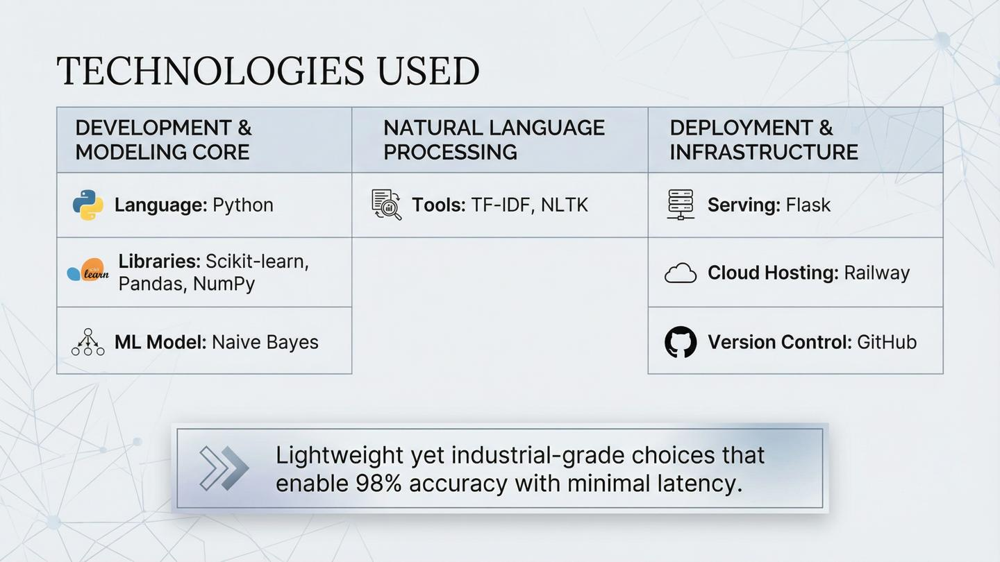 TECHNOLOGIES USED
DEVELOPMENT &
MODELING CORE
NATURAL LANGUAGE
PROCESSING
DEPLOYMENT &
INFRASTRUCTURE
Language: Python
Tools: TF-IDF, NLTK
Serving: Flask
scikit
learn
Libraries: Scikit-learn,
Pandas, NumPy
Cloud Hosting: Railway
ML Model: Naive Bayes
Version Control: GitHub
Lightweight yet industrial-grade choices that
enable 98% accuracy with minimal latency.